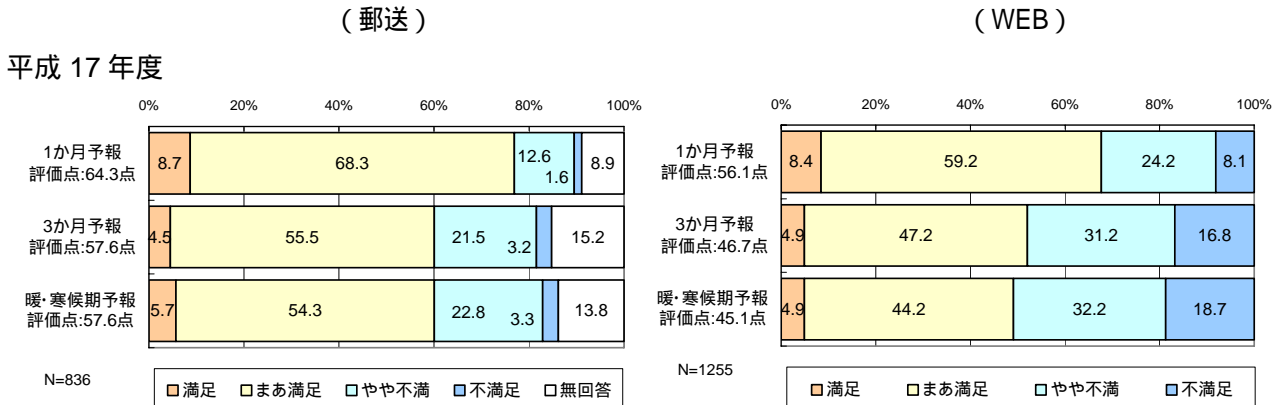 （郵送）
（WEB）
平成 17 年度
0% 20% 40% 60% 80% 100%
1か月予報
評価点:64.3点
8.7 68.3 12.6 1.6 8.9
3か月予報
評価点:57.6点
4.5 55.5 21.5 3.2 15.2
暖・寒候期予報
評価点:57.6点
5.7 54.3 22.8 3.3 13.8
N=836
満足 まあ満足 やや不満 不満足 無回答
0% 20% 40% 60% 80% 100%
1か月予報
評価点:56.1点
8.4 59.2 24.2 8.1
3か月予報
評価点:46.7点
4.9 47.2 31.2 16.8
暖・寒候期予報
評価点:45.1点
4.9 44.2 32.2 18.7
N=1255
満足 まあ満足 やや不満 不満足